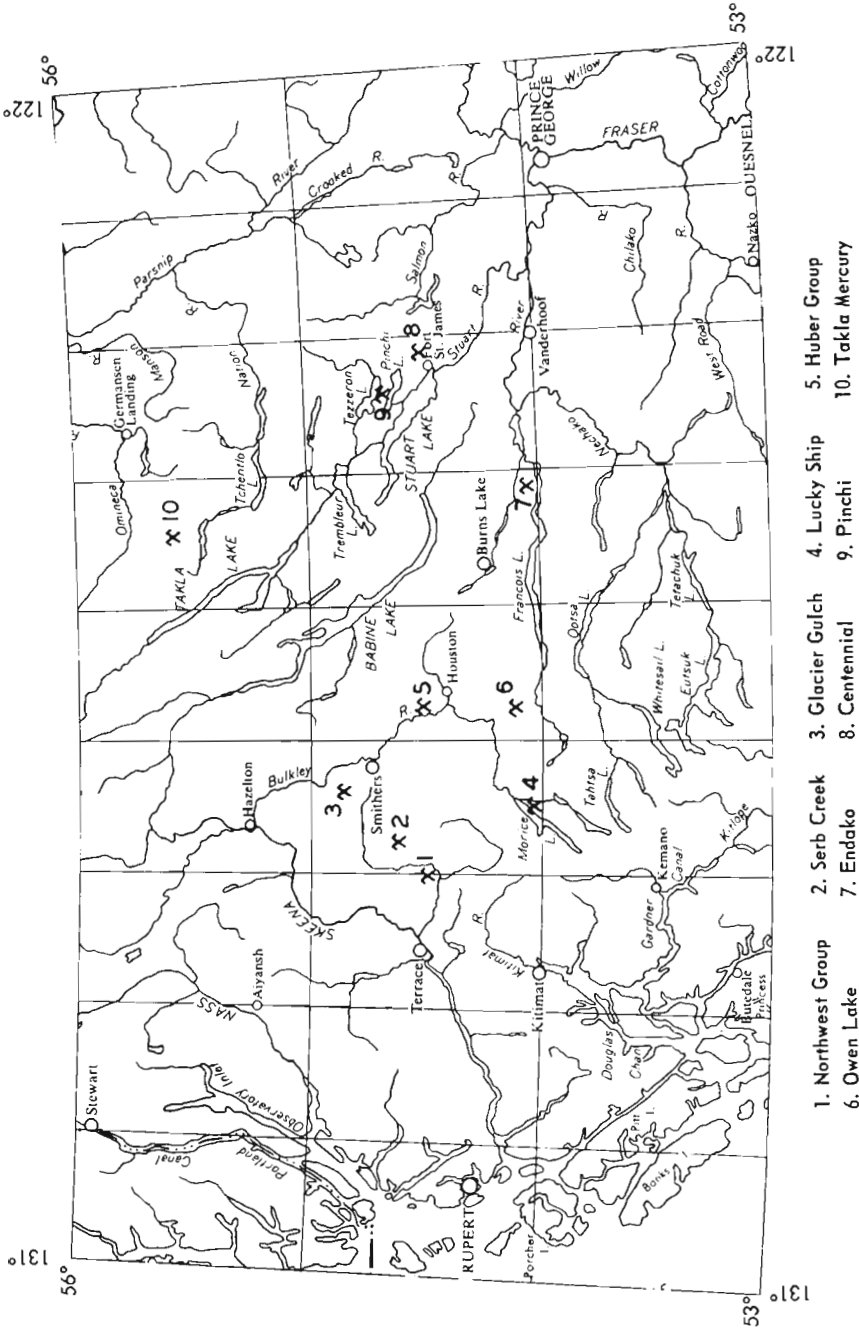 56°
122°
131°
56°
53°
122°
131°
53°
Stewart
Portland
Canal
Observatory Inlet
NASS
Aiyansh
SKEENA
Hazelton
Bulkley
R.
Smithers
Terrace
RUPERT
Porcher
I.
Kitimat
Kitimat
R.
Douglas
Chan
Pitt
I.
Banks
Butedale
Princess
Gardner
Canal
Kemano
Morice
L.
Tahtsa
L.
Whitesail L.
Eutsuk
L.
Tetachuk
L.
Ootsa
L.
Francois L.
Burns Lake
Houston
BABINE
LAKE
TAKLA
LAKE
Omineca
Germansen
Landing
Manson
R.
Nation
R.
Tchentlo
L.
Trembleur
L.
Tezzeron
L.
Pinchi
L.
STUART
LAKE
Fort
St. James
Stuart
R.
Salmon
R.
Parsnip
River
Crooked
R.
PRINCE
GEORGE
Willow
FRASER
Cottonwoo
QUESNELL
Nazko
R.
West Road
Chilako
R.
Vanderhoof
River
Nechako
1
2
3
4
5
6
7
8
9
10
1. Northwest Group 2. Serb Creek 3. Glacier Gulch 4. Lucky Ship 5. Huber Group
6. Owen Lake 7. Endako 8. Centennial 9. Pinchi 10. Takla Mercury